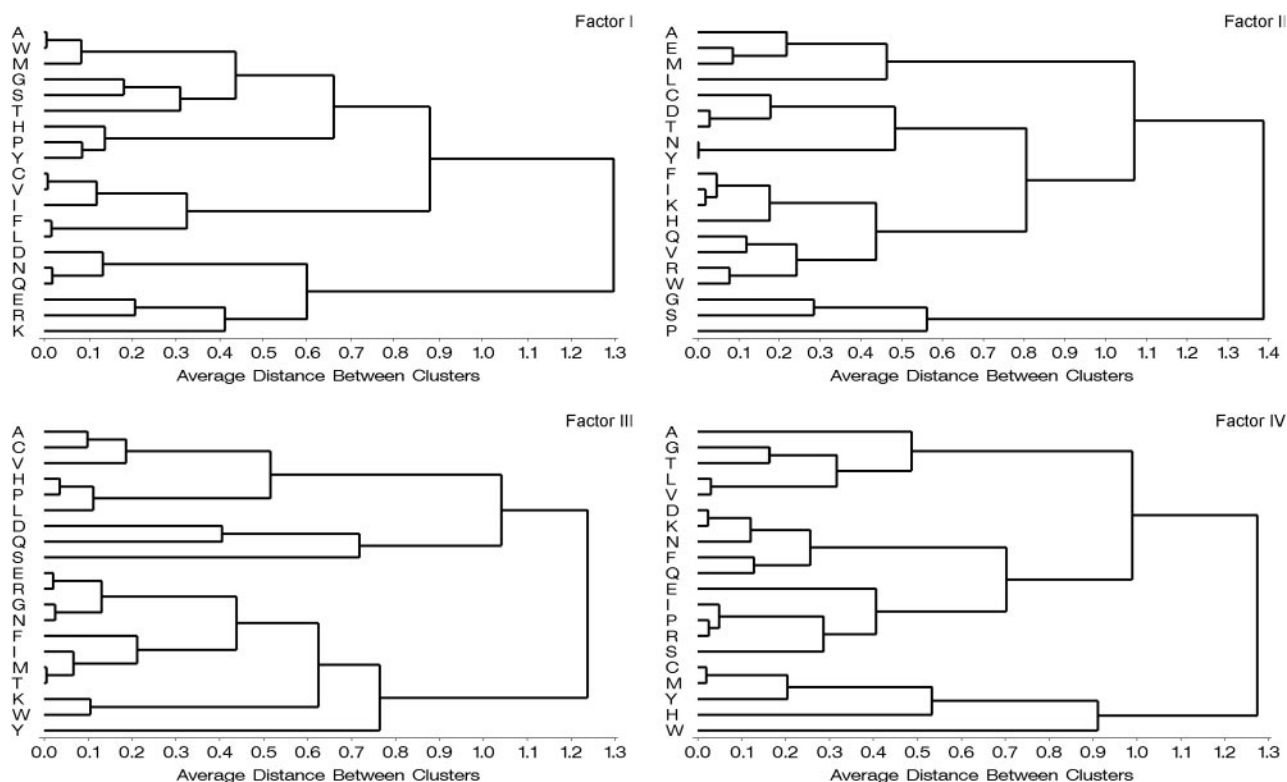 Factor I
A
W
M
G
S
T
H
P
Y
C
V
I
F
L
D
N
Q
E
R
K
0.0 0.1 0.2 0.3 0.4 0.5 0.6 0.7 0.8 0.9 1.0 1.1 1.2 1.3
Average Distance Between Clusters
Factor II
A
E
M
L
C
D
T
N
Y
F
I
K
H
Q
V
R
W
G
S
P
0.0 0.1 0.2 0.3 0.4 0.5 0.6 0.7 0.8 0.9 1.0 1.1 1.2 1.3 1.4
Average Distance Between Clusters
Factor III
A
C
V
H
P
L
D
Q
S
E
R
G
N
F
I
M
T
K
W
Y
0.0 0.1 0.2 0.3 0.4 0.5 0.6 0.7 0.8 0.9 1.0 1.1 1.2 1.3
Average Distance Between Clusters
Factor IV
A
G
T
L
V
D
K
N
F
Q
E
I
P
R
S
C
M
Y
H
W
0.0 0.1 0.2 0.3 0.4 0.5 0.6 0.7 0.8 0.9 1.0 1.1 1.2 1.3
Average Distance Between Clusters